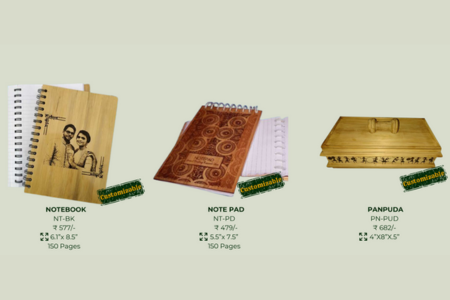 Customizable
Customizable
Customizable
NOTEBOOK
NT-BK
₹ 577/-
6.1"x 8.5"
150 Pages
NOTE PAD
NT-PD
₹ 479/-
5.5"x 7.5"
150 Pages
PANPUDA
PN-PUD
₹ 682/-
4"X8"X.5"